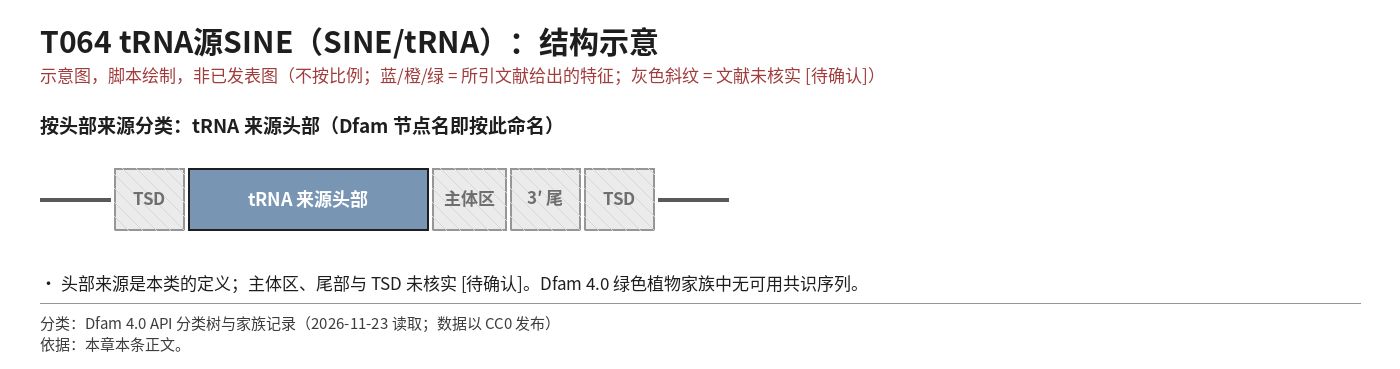 T064 tRNA源SINE（SINE/tRNA）：结构示意
示意图，脚本绘制，非已发表图（不按比例；蓝/橙/绿 = 所引文献给出的特征；灰色斜纹 = 文献未核实 [待确认]）
按头部来源分类：tRNA 来源头部（Dfam 节点名即按此命名）
TSD
tRNA 来源头部
主体区
3′ 尾
TSD
・ 头部来源是本类的定义；主体区、尾部与 TSD 未核实 [待确认]。Dfam 4.0 绿色植物家族中无可用共识序列。
分类：Dfam 4.0 API 分类树与家族记录（2026-11-23 读取；数据以 CC0 发布）
依据：本章本条正文。